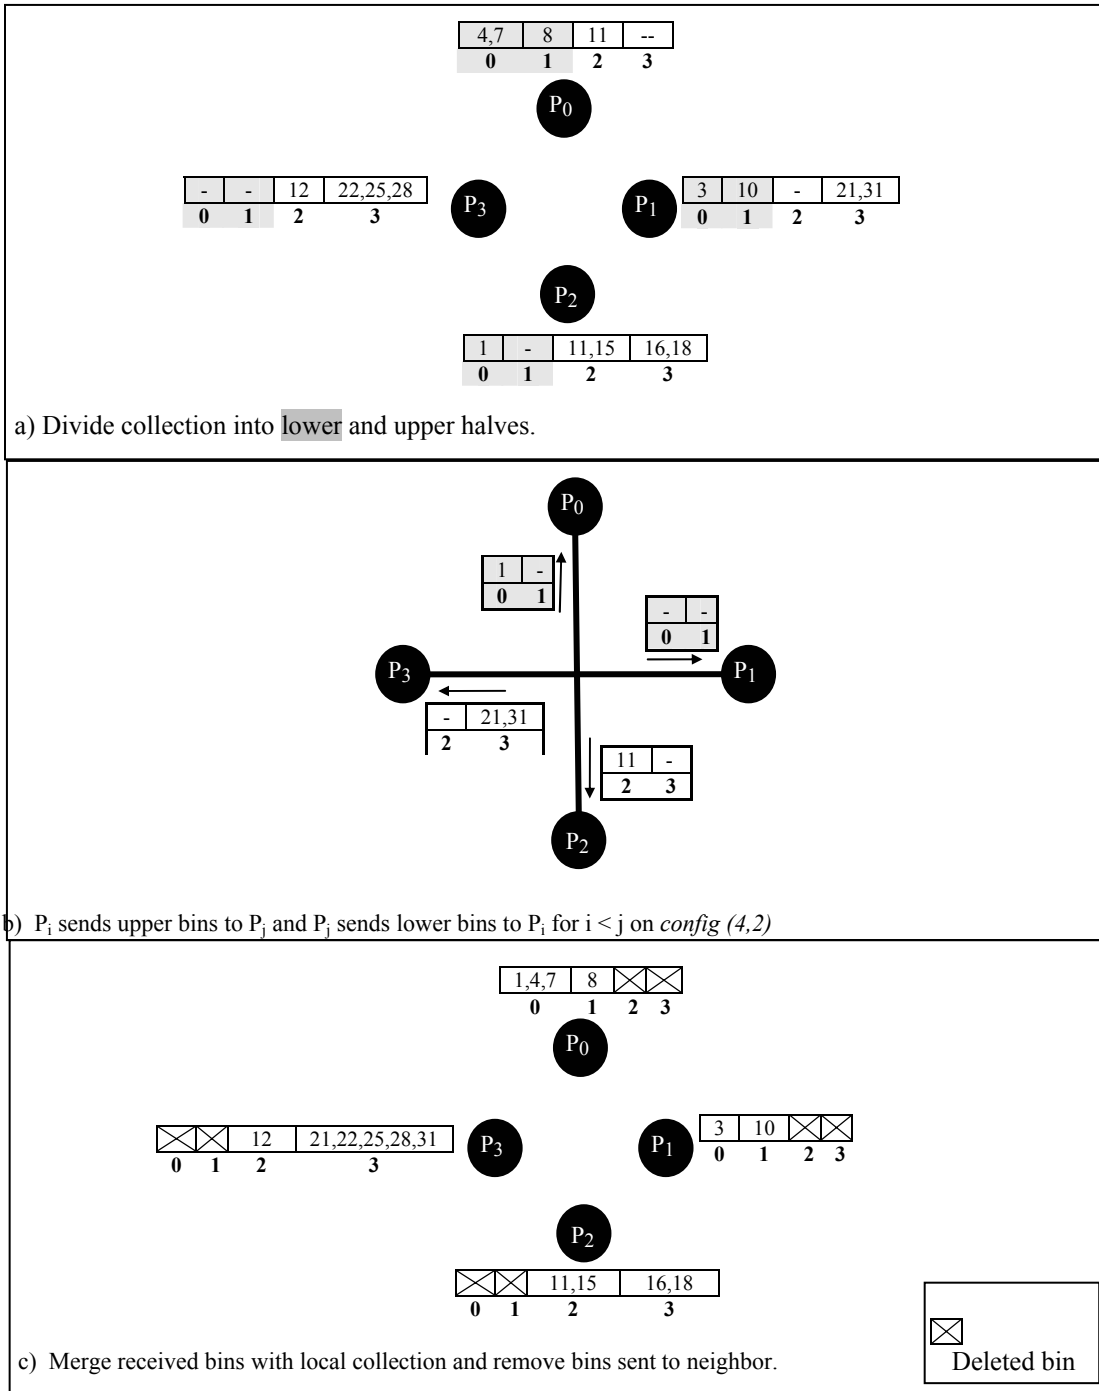 4,7 8 11 --
0 1 2 3
P0
- - 12 22,25,28
0 1 2 3
P3
P1
3 10 - 21,31
0 1 2 3
P2
1 - 11,15 16,18
0 1 2 3
a) Divide collection into lower and upper halves.
P0
1 -
0 1
- -
0 1
P3
P1
- 21,31
2 3
11 -
2 3
P2
b) Pi sends upper bins to Pj and Pj sends lower bins to Pi for i < j on config (4,2)
1,4,7 8
0 1 2 3
P0
12 21,22,25,28,31
0 1 2 3
P3
P1
3 10
0 1 2 3
P2
11,15 16,18
0 1 2 3
c) Merge received bins with local collection and remove bins sent to neighbor.
Deleted bin